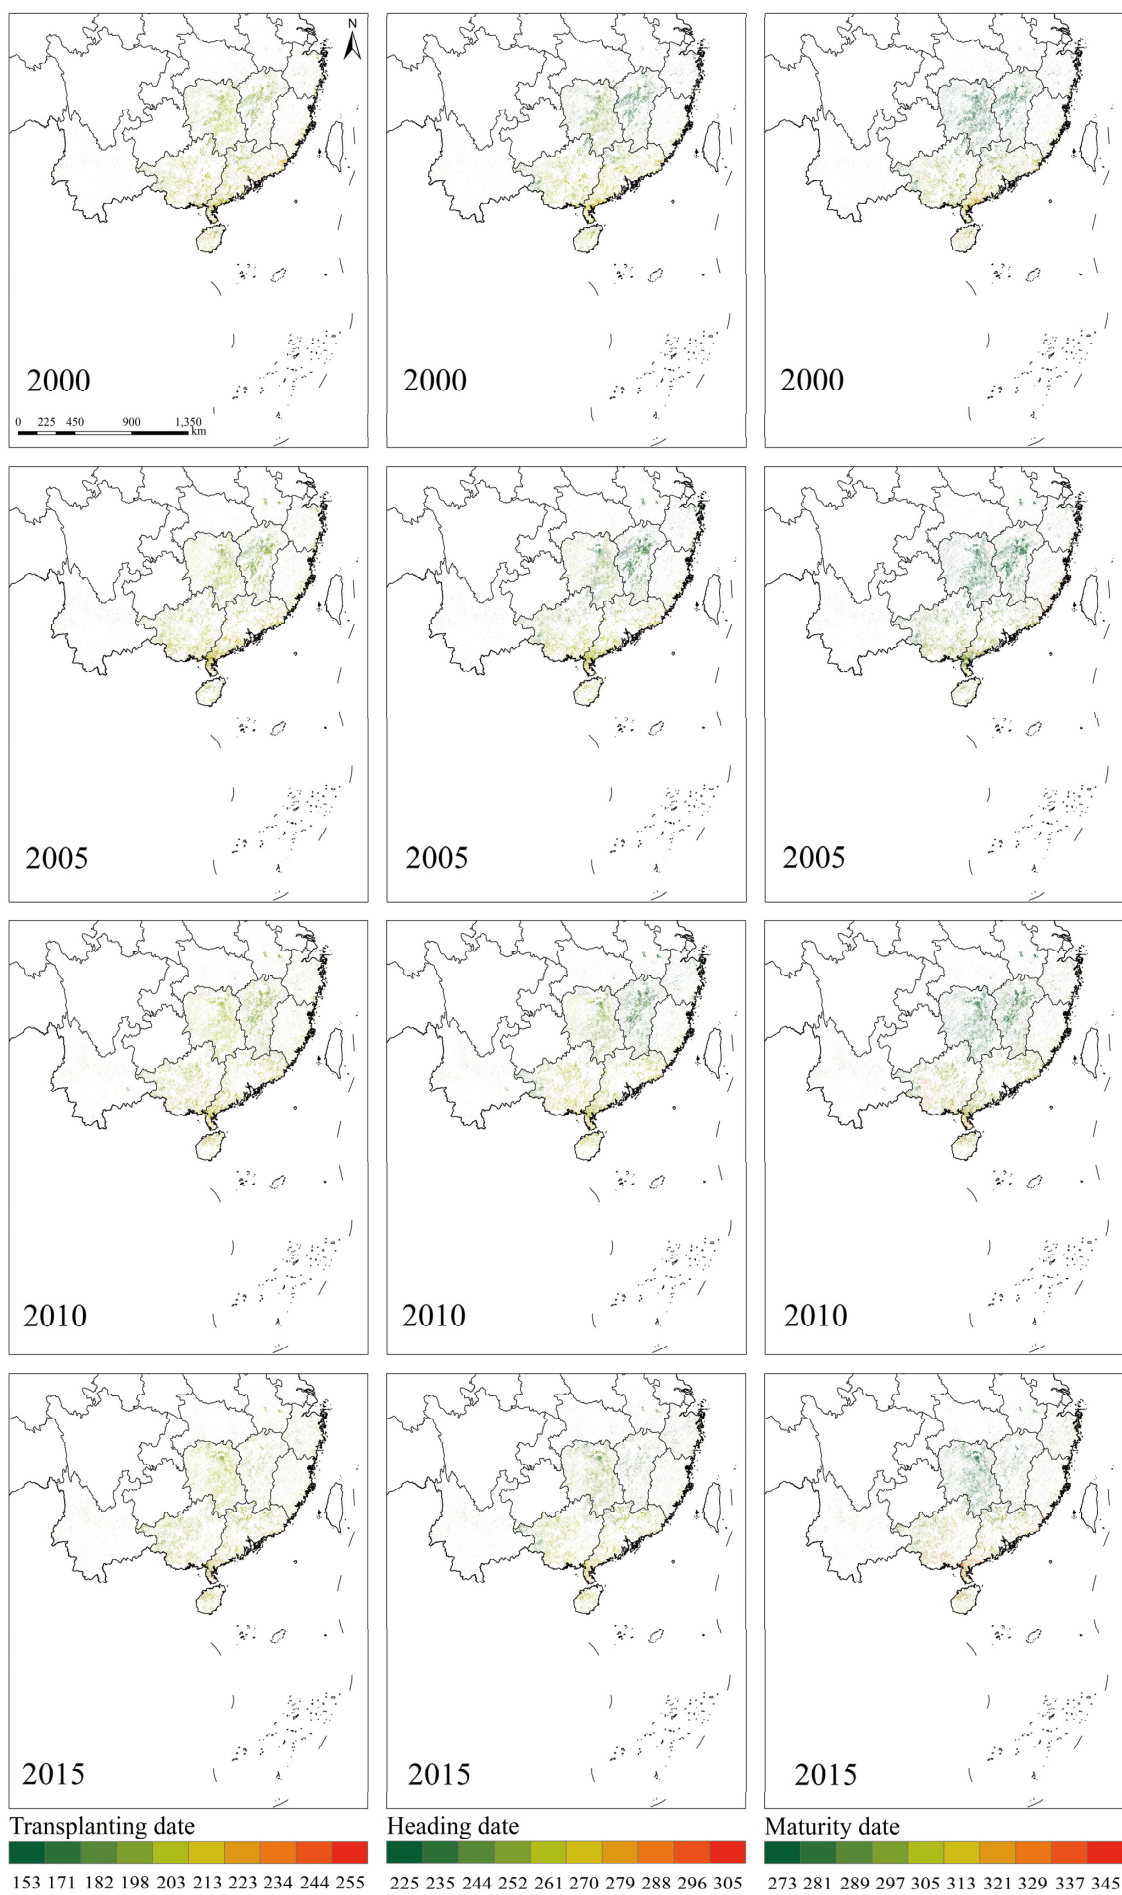 N
2000
0 225 450 900 1,350
km
2000
2000
2005
2005
2005
2010
2010
2010
2015
2015
2015
Transplanting date
153 171 182 198 203 213 223 234 244 255
Heading date
225 235 244 252 261 270 279 288 296 305
Maturity date
273 281 289 297 305 313 321 329 337 345